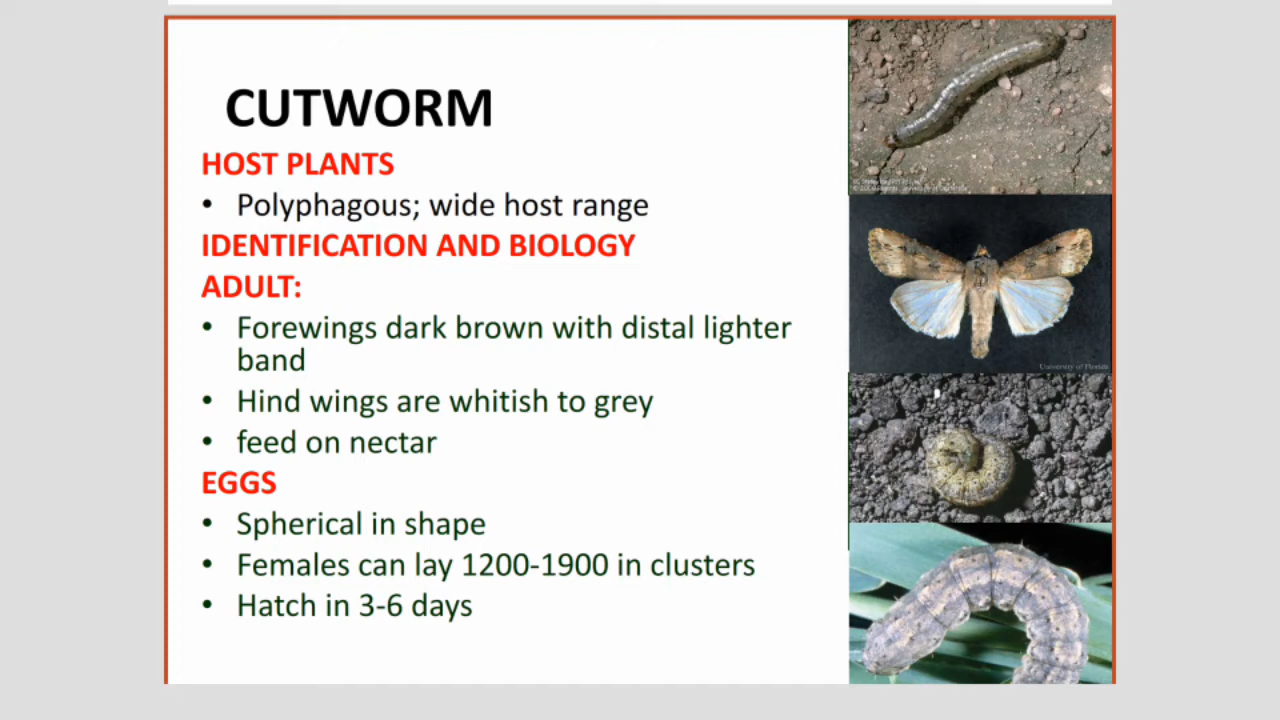 CUTWORM
HOST PLANTS
• Polyphagous; wide host range
IDENTIFICATION AND BIOLOGY
ADULT:
• Forewings dark brown with distal lighter
band
• Hind wings are whitish to grey
• feed on nectar
EGGS
• Spherical in shape
• Females can lay 1200-1900 in clusters
• Hatch in 3-6 days
University of Florida